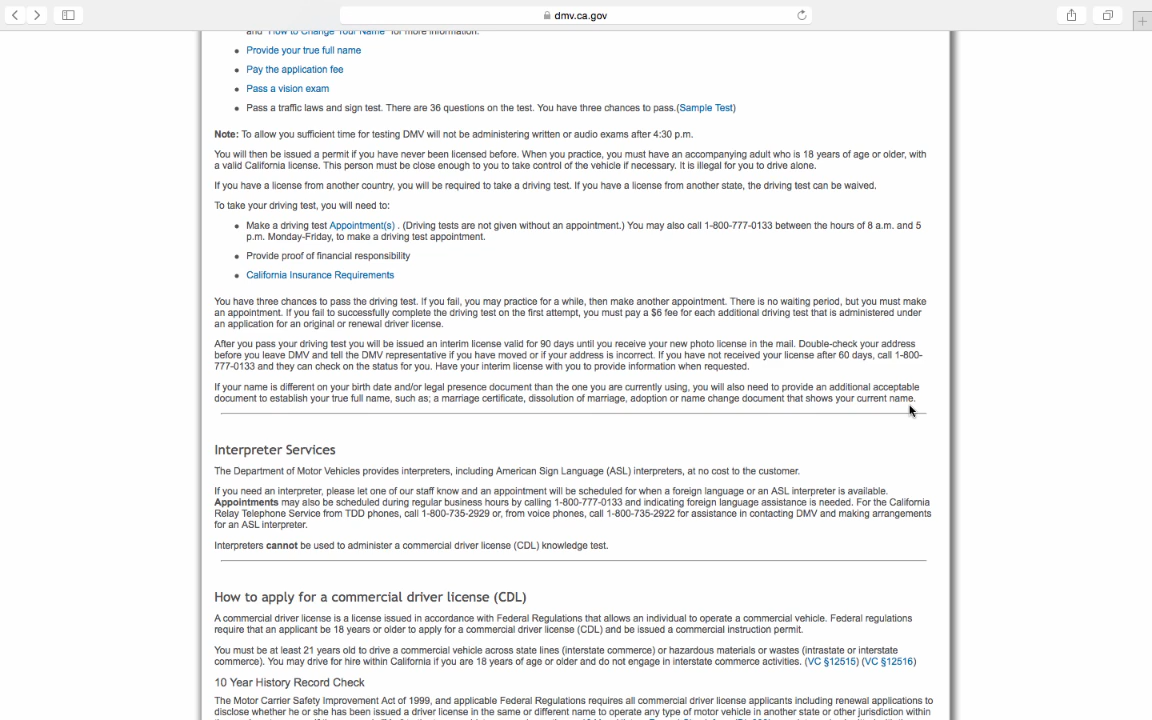 dmv.ca.gov
and "How to Change Your Name" for more information.
Provide your true full name
Pay the application fee
Pass a vision exam
Pass a traffic laws and sign test. There are 36 questions on the test. You have three chances to pass.(Sample Test)
Note: To allow you sufficient time for testing DMV will not be administering written or audio exams after 4:30 p.m.
You will then be issued a permit if you have never been licensed before. When you practice, you must have an accompanying adult who is 18 years of age or older, with
a valid California license. This person must be close enough to you to take control of the vehicle if necessary. It is illegal for you to drive alone.
If you have a license from another country, you will be required to take a driving test. If you have a license from another state, the driving test can be waived.
To take your driving test, you will need to:
Make a driving test Appointment(s) . (Driving tests are not given without an appointment.) You may also call 1-800-777-0133 between the hours of 8 a.m. and 5
p.m. Monday-Friday, to make a driving test appointment.
Provide proof of financial responsibility
California Insurance Requirements
You have three chances to pass the driving test. If you fail, you may practice for a while, then make another appointment. There is no waiting period, but you must make
an appointment. If you fail to successfully complete the driving test on the first attempt, you must pay a $6 fee for each additional driving test that is administered under
an application for an original or renewal driver license.
After you pass your driving test you will be issued an interim license valid for 90 days until you receive your new photo license in the mail. Double-check your address
before you leave DMV and tell the DMV representative if you have moved or if your address is incorrect. If you have not received your license after 60 days, call 1-800-
777-0133 and they can check on the status for you. Have your interim license with you to provide information when requested.
If your name is different on your birth date and/or legal presence document than the one you are currently using, you will also need to provide an additional acceptable
document to establish your true full name, such as; a marriage certificate, dissolution of marriage, adoption or name change document that shows your current name.
Interpreter Services
The Department of Motor Vehicles provides interpreters, including American Sign Language (ASL) interpreters, at no cost to the customer.
If you need an interpreter, please let one of our staff know and an appointment will be scheduled for when a foreign language or an ASL interpreter is available.
Appointments may also be scheduled during regular business hours by calling 1-800-777-0133 and indicating foreign language assistance is needed. For the California
Relay Telephone Service from TDD phones, call 1-800-735-2929 or, from voice phones, call 1-800-735-2922 for assistance in contacting DMV and making arrangements
for an ASL interpreter.
Interpreters cannot be used to administer a commercial driver license (CDL) knowledge test.
How to apply for a commercial driver license (CDL)
A commercial driver license is a license issued in accordance with Federal Regulations that allows an individual to operate a commercial vehicle. Federal regulations
require that an applicant be 18 years or older to apply for a commercial driver license (CDL) and be issued a commercial instruction permit.
You must be at least 21 years old to drive a commercial vehicle across state lines (interstate commerce) or hazardous materials or wastes (intrastate or interstate
commerce). You may drive for hire within California if you are 18 years of age or older and do not engage in interstate commerce activities. (VC §12515) (VC §12516)
10 Year History Record Check
The Motor Carrier Safety Improvement Act of 1999, and applicable Federal Regulations requires all commercial driver license applicants including renewal applications to
disclose whether he or she has been issued a driver license in the same or different name to operate any type of motor vehicle in another state or other jurisdiction within